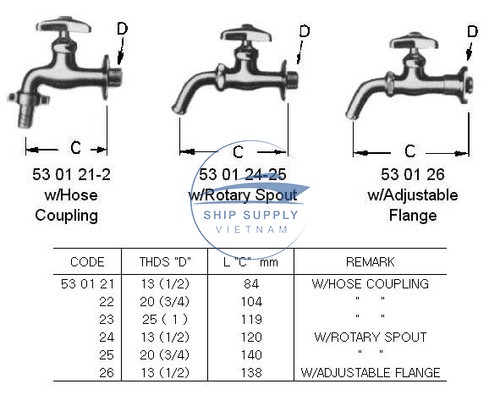 D
D
D
C
C
C
53 01 21-2
w/Hose
Coupling
53 01 24-25
w/Rotary Spout
53 01 26
w/Adjustable
Flange
SHIP SUPPLY
VIETNAM
CODE THDS "D" L "C" mm REMARK
53 01 21 13 (1/2) 84 W/HOSE COUPLING
22 20 (3/4) 104 " "
23 25 ( 1 ) 119 " "
24 13 (1/2) 120 W/ROTARY SPOUT
25 20 (3/4) 140 " "
26 13 (1/2) 138 W/ADJUSTABLE FLANGE